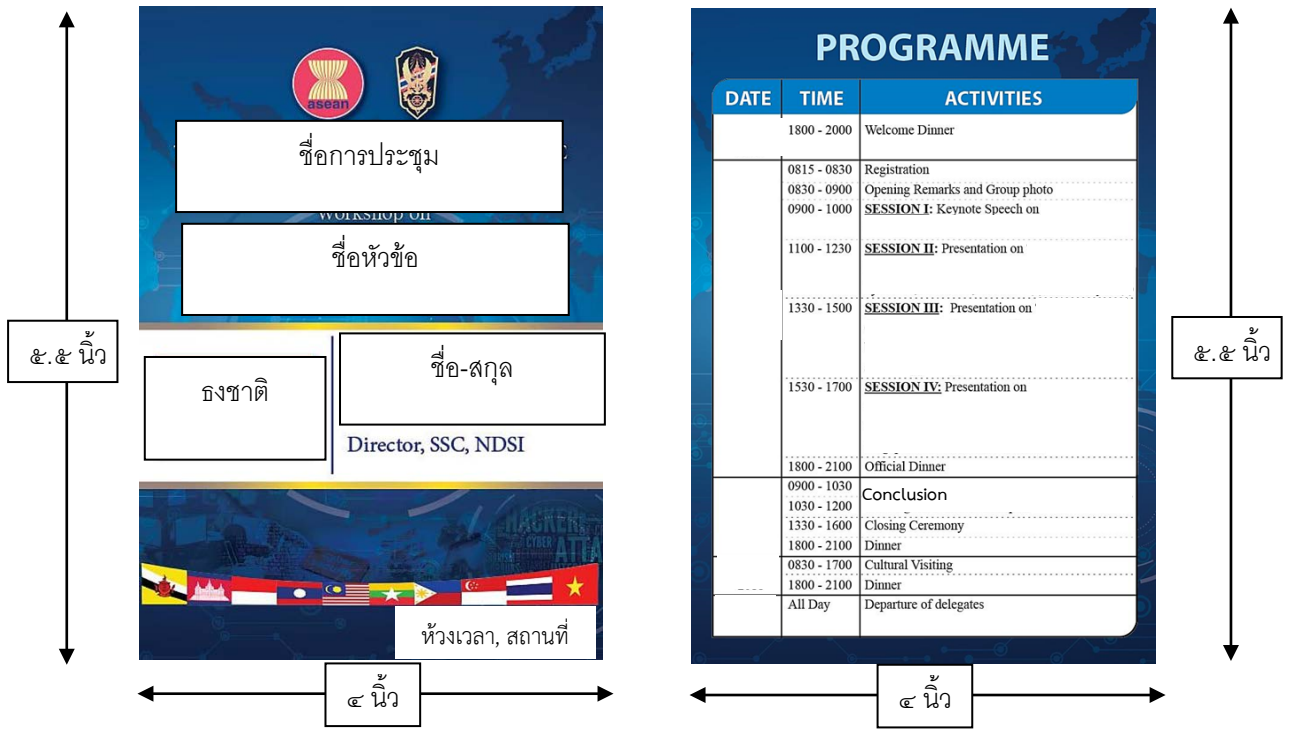 asean
ชื่อการประชุม
Workshop on
ชื่อหัวข้อ
ธงชาติ
ชื่อ-สกุล
Director, SSC, NDSI
HACKER
CYBER
ATTA
ห้วงเวลา, สถานที่
๕.๕ นิ้ว
๔ นิ้ว
PROGRAMME
DATE TIME ACTIVITIES
1800 - 2000 Welcome Dinner
0815 - 0830 Registration
0830 - 0900 Opening Remarks and Group photo
0900 - 1000 SESSION I: Keynote Speech on
1100 - 1230 SESSION II: Presentation on
1330 - 1500 SESSION III: Presentation on
1530 - 1700 SESSION IV: Presentation on
1800 - 2100 Official Dinner
0900 - 1030 Conclusion
1030 - 1200
1330 - 1600 Closing Ceremony
1800 - 2100 Dinner
0830 - 1700 Cultural Visiting
1800 - 2100 Dinner
All Day Departure of delegates
๕.๕ นิ้ว
๔ นิ้ว